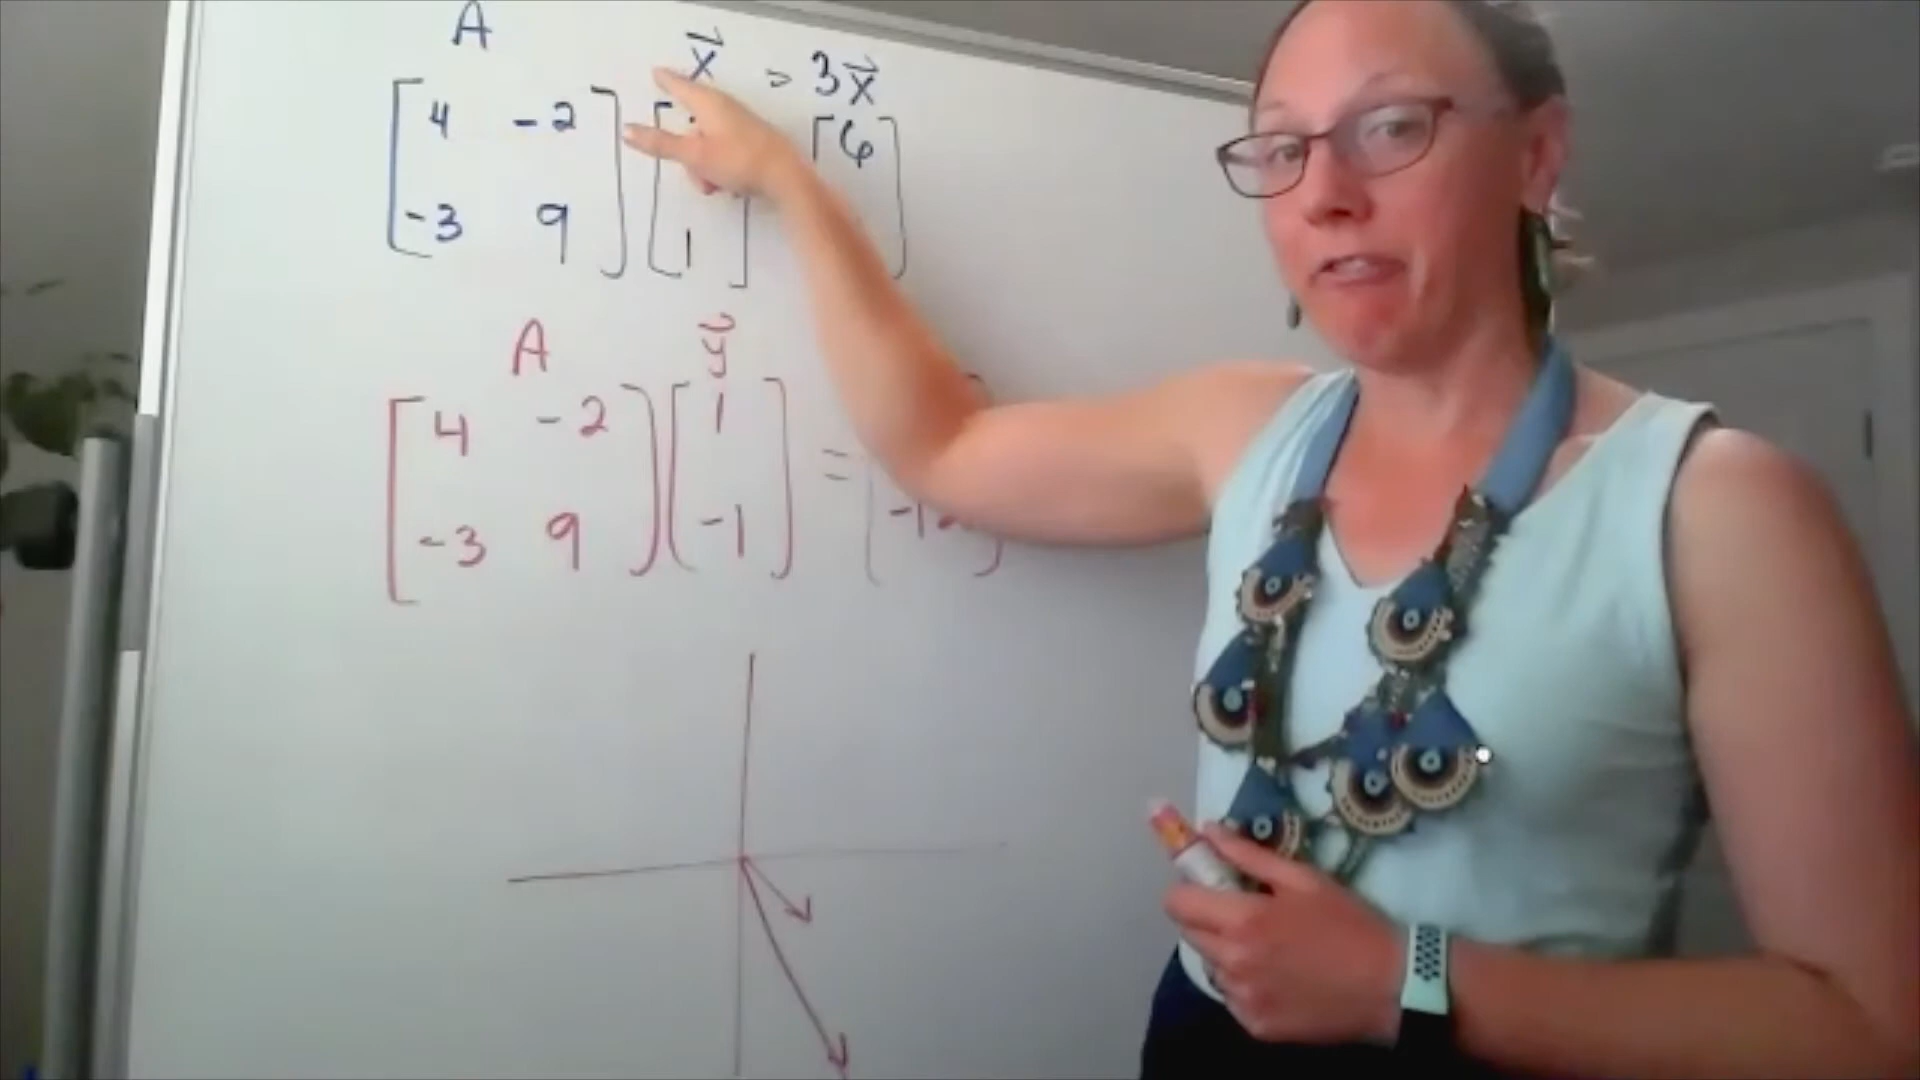 A x⃗ = 3x⃗
4 -2 6
-3 9 1
A y⃗
4 -2 1 =
-3 9 -1